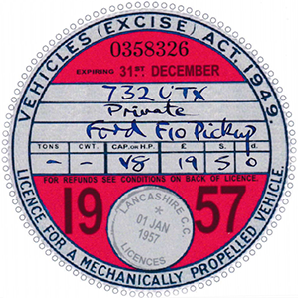 VEHICLES (EXCISE) ACT, 1949.
0358326
EXPIRING 31ST DECEMBER
732 UTX
Private
Ford F10 Pickup
TONS CWT. CAP. OR H.P. £ S. d.
- - V8 19 5 0
FOR REFUNDS SEE CONDITIONS ON BACK OF LICENCE.
1957
LANCASHIRE C.C.
01 JAN
1957
LICENCES
LICENCE FOR A MECHANICALLY PROPELLED VEHICLE.